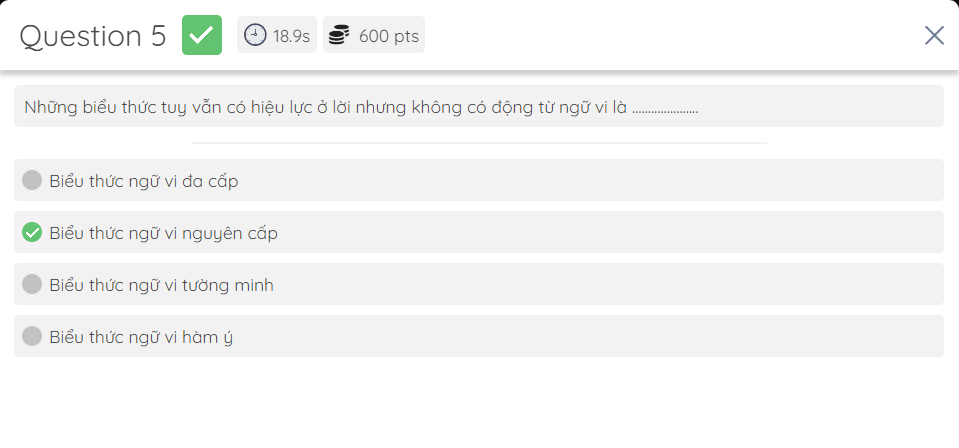 Question 5 18.9s 600 pts
Những biểu thức tuy vẫn có hiệu lực ở lời nhưng không có động từ ngữ vi là .....................
Biểu thức ngữ vi đa cấp
Biểu thức ngữ vi nguyên cấp
Biểu thức ngữ vi tường minh
Biểu thức ngữ vi hàm ý